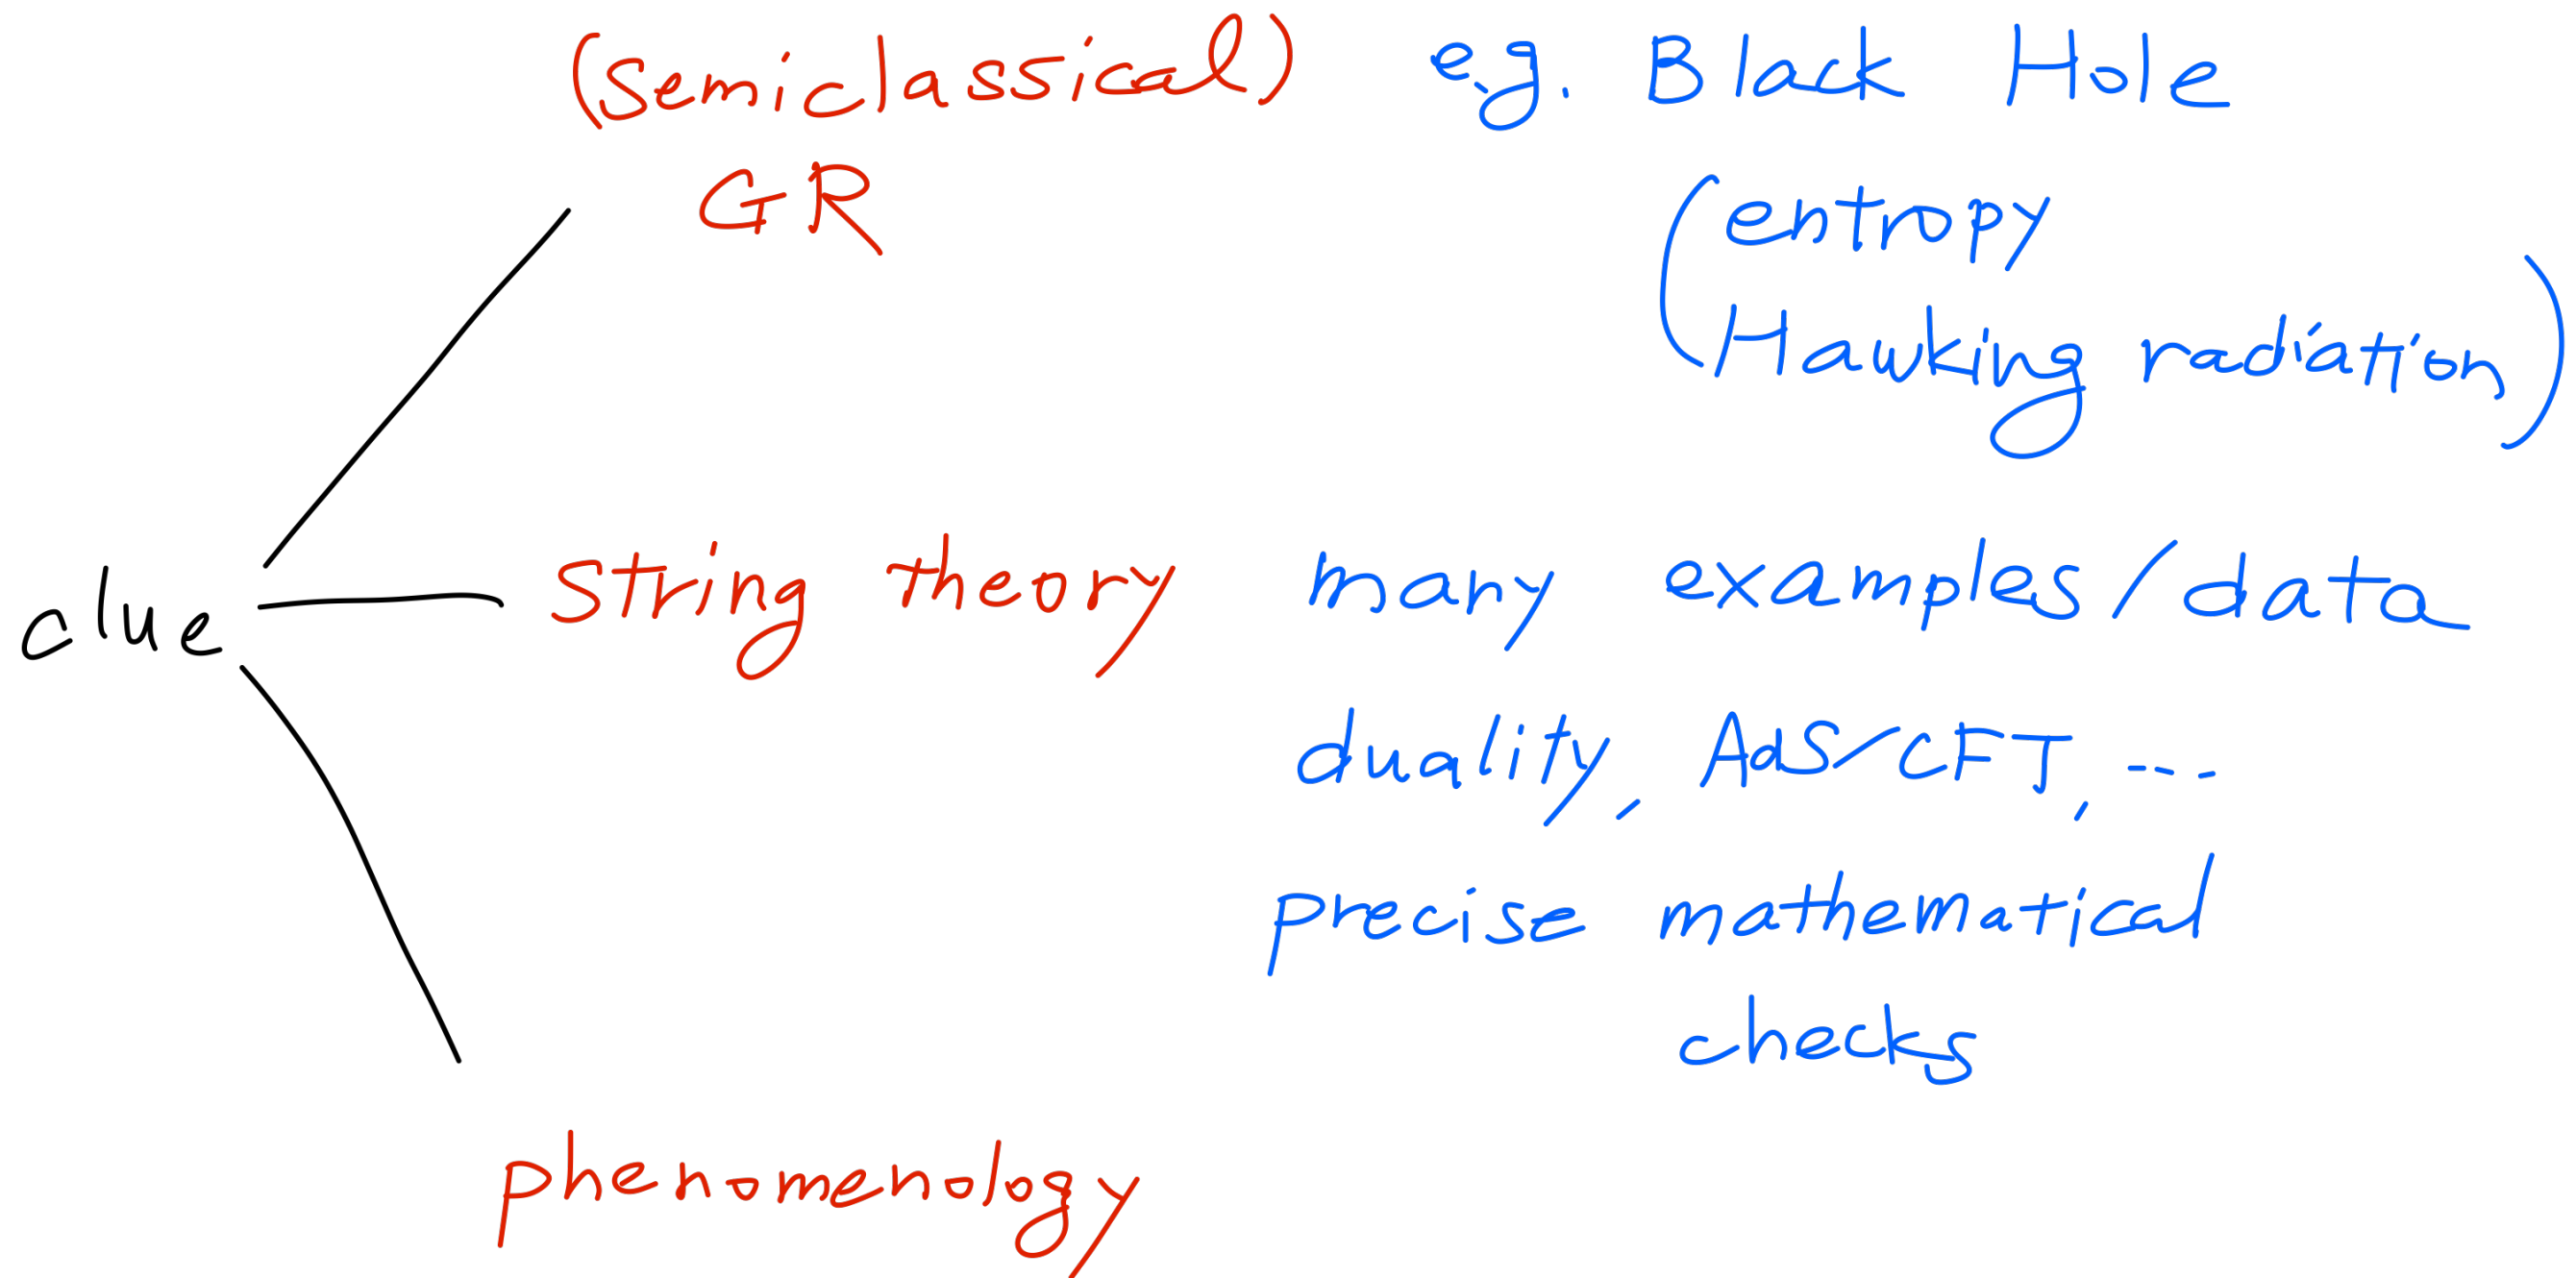 (semiclassical) e.g. Black Hole
GR
(entropy
Hawking radiation)
clue
string theory many examples/data
duality, AdS/CFT, ---
precise mathematical
checks
phenomenology